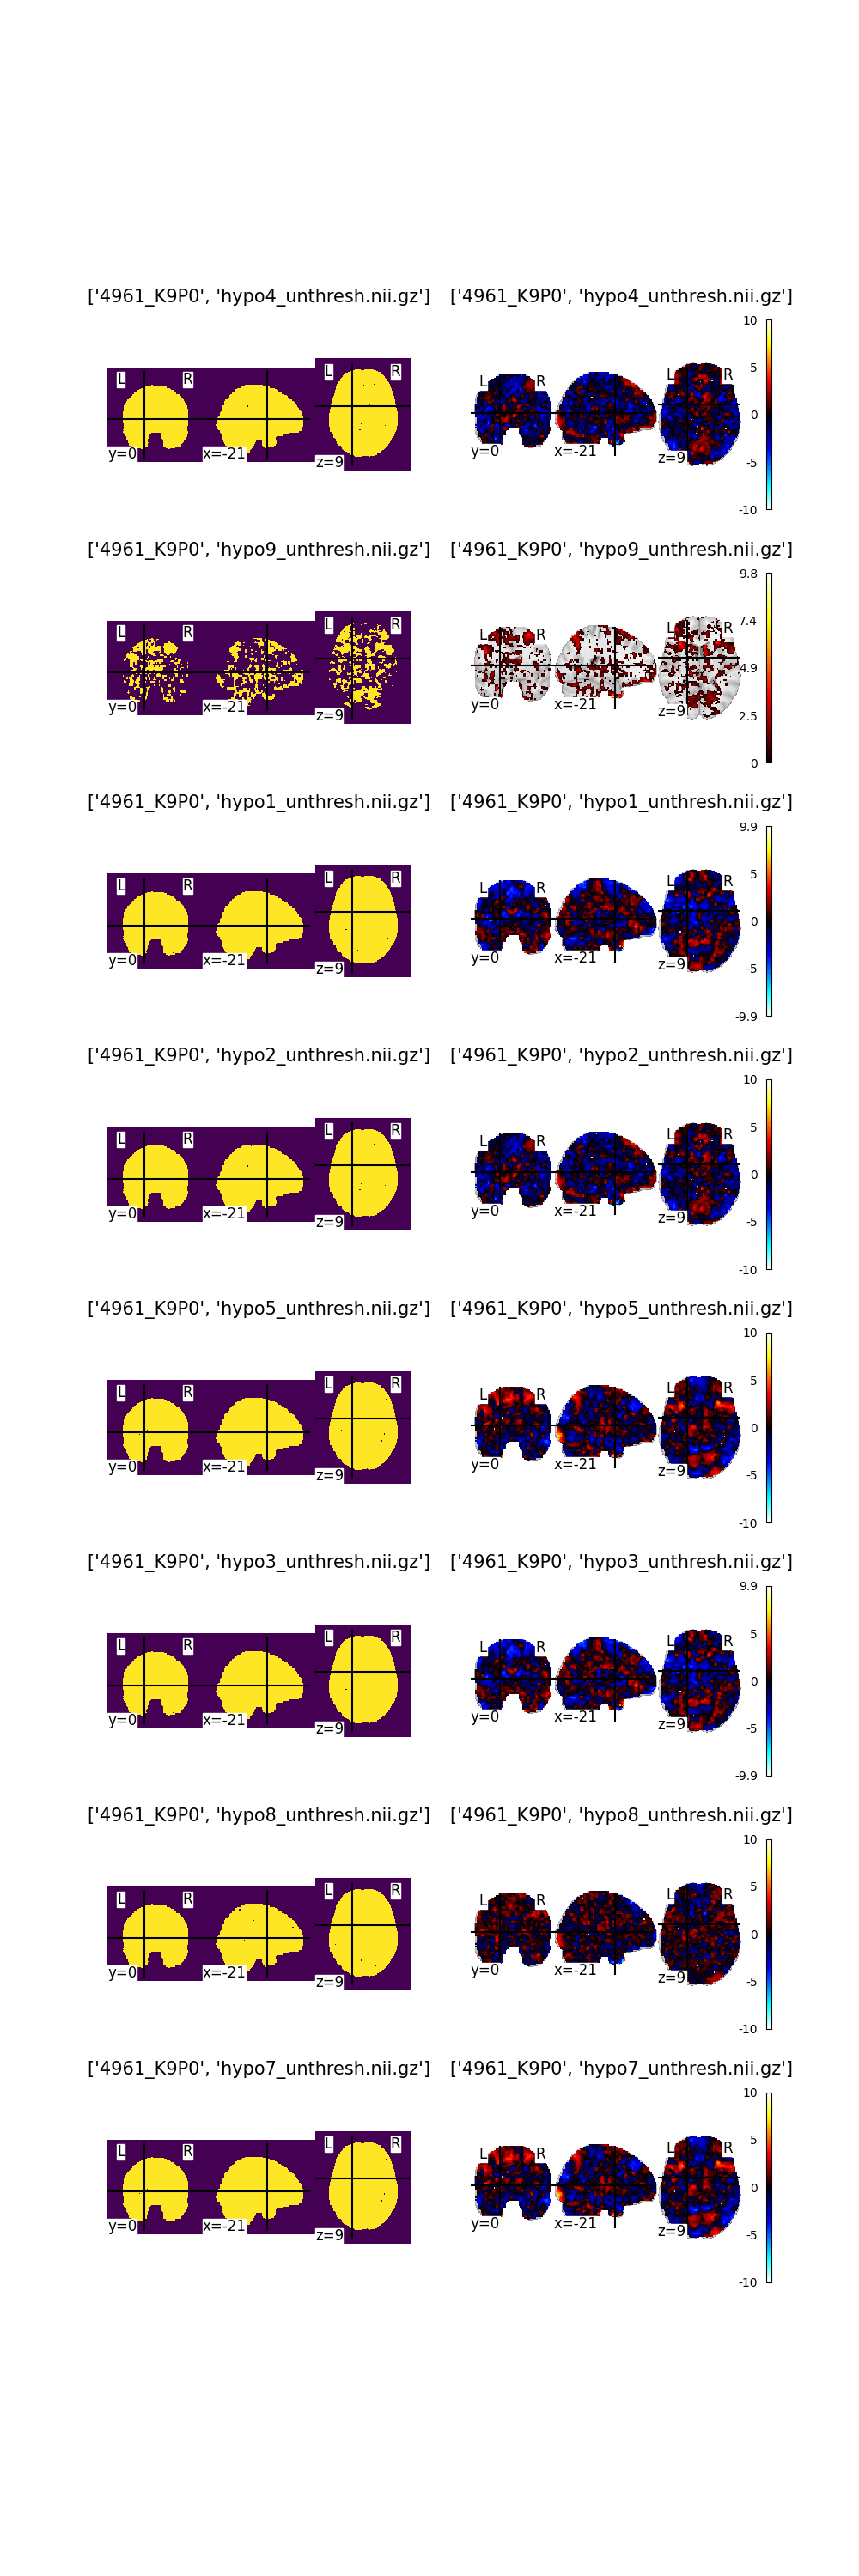 ['4961_K9P0', 'hypo4_unthresh.nii.gz'] ['4961_K9P0', 'hypo4_unthresh.nii.gz']
10
L R L R L R L R
5
0
y=0 x=-21 z=9 y=0 x=-21 z=9
-5
-10
['4961_K9P0', 'hypo9_unthresh.nii.gz'] ['4961_K9P0', 'hypo9_unthresh.nii.gz']
9.8
L R L R L R L R
7.4
4.9
y=0 x=-21 z=9 y=0 x=-21 z=9
2.5
0
['4961_K9P0', 'hypo1_unthresh.nii.gz'] ['4961_K9P0', 'hypo1_unthresh.nii.gz']
9.9
L R L R L R L R
5
0
y=0 x=-21 z=9 y=0 x=-21 z=9
-5
-9.9
['4961_K9P0', 'hypo2_unthresh.nii.gz'] ['4961_K9P0', 'hypo2_unthresh.nii.gz']
10
L R L R L R L R
5
0
y=0 x=-21 z=9 y=0 x=-21 z=9
-5
-10
['4961_K9P0', 'hypo5_unthresh.nii.gz'] ['4961_K9P0', 'hypo5_unthresh.nii.gz']
10
L R L R L R L R
5
0
y=0 x=-21 z=9 y=0 x=-21 z=9
-5
-10
['4961_K9P0', 'hypo3_unthresh.nii.gz'] ['4961_K9P0', 'hypo3_unthresh.nii.gz']
9.9
L R L R L R L R
5
0
y=0 x=-21 z=9 y=0 x=-21 z=9
-5
-9.9
['4961_K9P0', 'hypo8_unthresh.nii.gz'] ['4961_K9P0', 'hypo8_unthresh.nii.gz']
10
L R L R L R L R
5
0
y=0 x=-21 z=9 y=0 x=-21 z=9
-5
-10
['4961_K9P0', 'hypo7_unthresh.nii.gz'] ['4961_K9P0', 'hypo7_unthresh.nii.gz']
10
L R L R L R L R
5
0
y=0 x=-21 z=9 y=0 x=-21 z=9
-5
-10